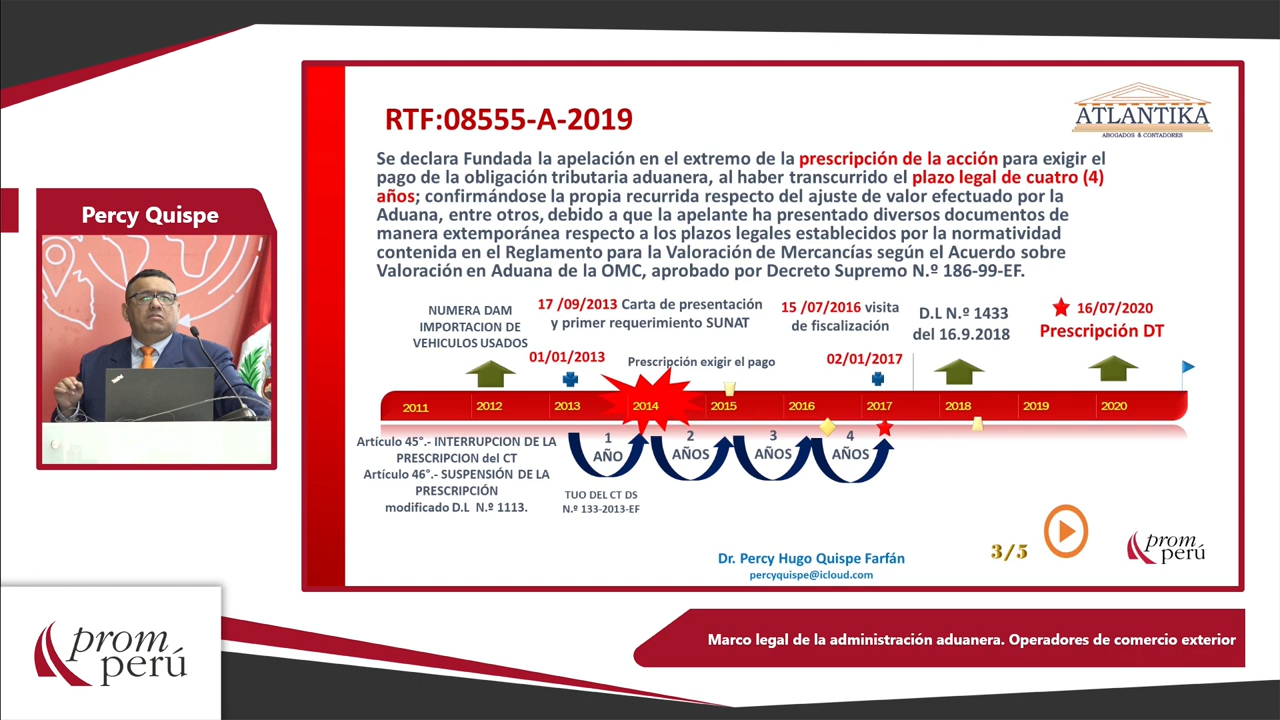 RTF:08555-A-2019
ATLANTIKA
ABOGADOS & CONTADORES
Se declara Fundada la apelación en el extremo de la prescripción de la acción para exigir el
pago de la obligación tributaria aduanera, al haber transcurrido el plazo legal de cuatro (4)
años; confirmándose la propia recurrida respecto del ajuste de valor efectuado por la
Aduana, entre otros, debido a que la apelante ha presentado diversos documentos de
manera extemporánea respecto a los plazos legales establecidos por la normatividad
contenida en el Reglamento para la Valoración de Mercancías según el Acuerdo sobre
Valoración en Aduana de la OMC, aprobado por Decreto Supremo N.º 186-99-EF.
Percy Quispe
NUMERA DAM
IMPORTACION DE
VEHICULOS USADOS
17 /09/2013 Carta de presentación
y primer requerimiento SUNAT
15 /07/2016 visita
de fiscalización
D.L N.º 1433
del 16.9.2018
16/07/2020
Prescripción DT
01/01/2013
Prescripción exigir el pago
02/01/2017
2011
2012
2013
2014
2015
2016
2017
2018
2019
2020
Artículo 45°.- INTERRUPCION DE LA
PRESCRIPCION del CT
Artículo 46°.- SUSPENSIÓN DE LA
PRESCRIPCIÓN
modificado D.L N.º 1113.
1
AÑO
2
AÑOS
3
AÑOS
4
AÑOS
TUO DEL CT DS
N.º 133-2013-EF
Dr. Percy Hugo Quispe Farfán
percyquispe@icloud.com
3/5
prom
perú
Marco legal de la administración aduanera. Operadores de comercio exterior
prom
perú